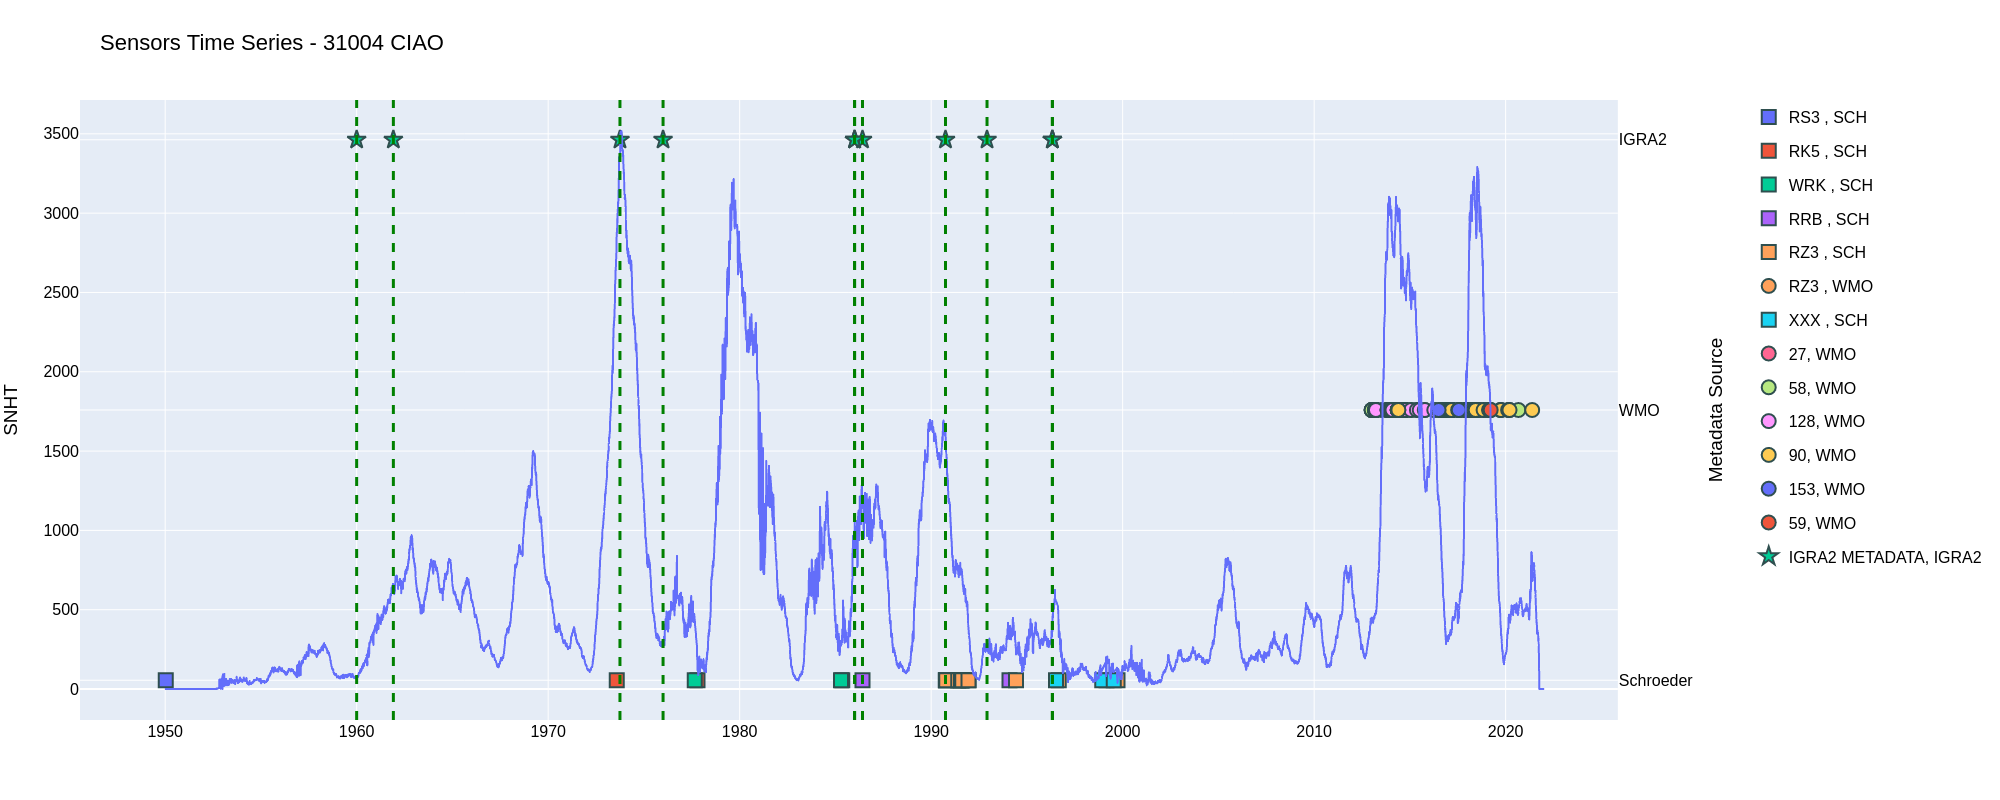 Sensors Time Series - 31004 CIAO
SNHT
3500
3000
2500
2000
1500
1000
500
0
1950
1960
1970
1980
1990
2000
2010
2020
IGRA2
WMO
Schroeder
Metadata Source
RS3 , SCH
RK5 , SCH
WRK , SCH
RRB , SCH
RZ3 , SCH
RZ3 , WMO
XXX , SCH
27, WMO
58, WMO
128, WMO
90, WMO
153, WMO
59, WMO
IGRA2 METADATA, IGRA2